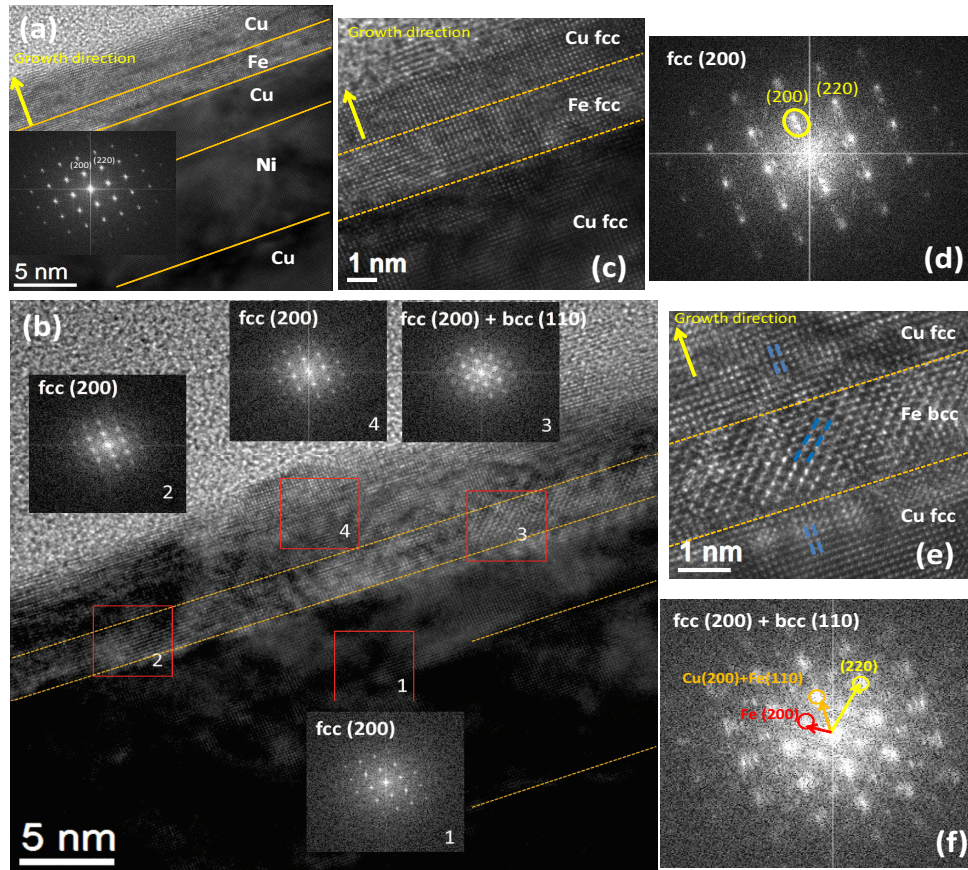 (a)
Cu
Growth direction
Fe
Cu
(200)
(220)
Ni
5 nm
Cu
Cu fcc
Growth direction
Fe fcc
Cu fcc
1 nm
(c)
fcc (200)
(200)
(220)
(d)
(b)
fcc (200)
4
fcc (200) + bcc (110)
3
fcc (200)
2
4
3
2
1
fcc (200)
1
5 nm
Growth direction
Cu fcc
Fe bcc
Cu fcc
1 nm
(e)
fcc (200) + bcc (110)
(220)
Cu(200)+Fe(110)
Fe (200)
(f)